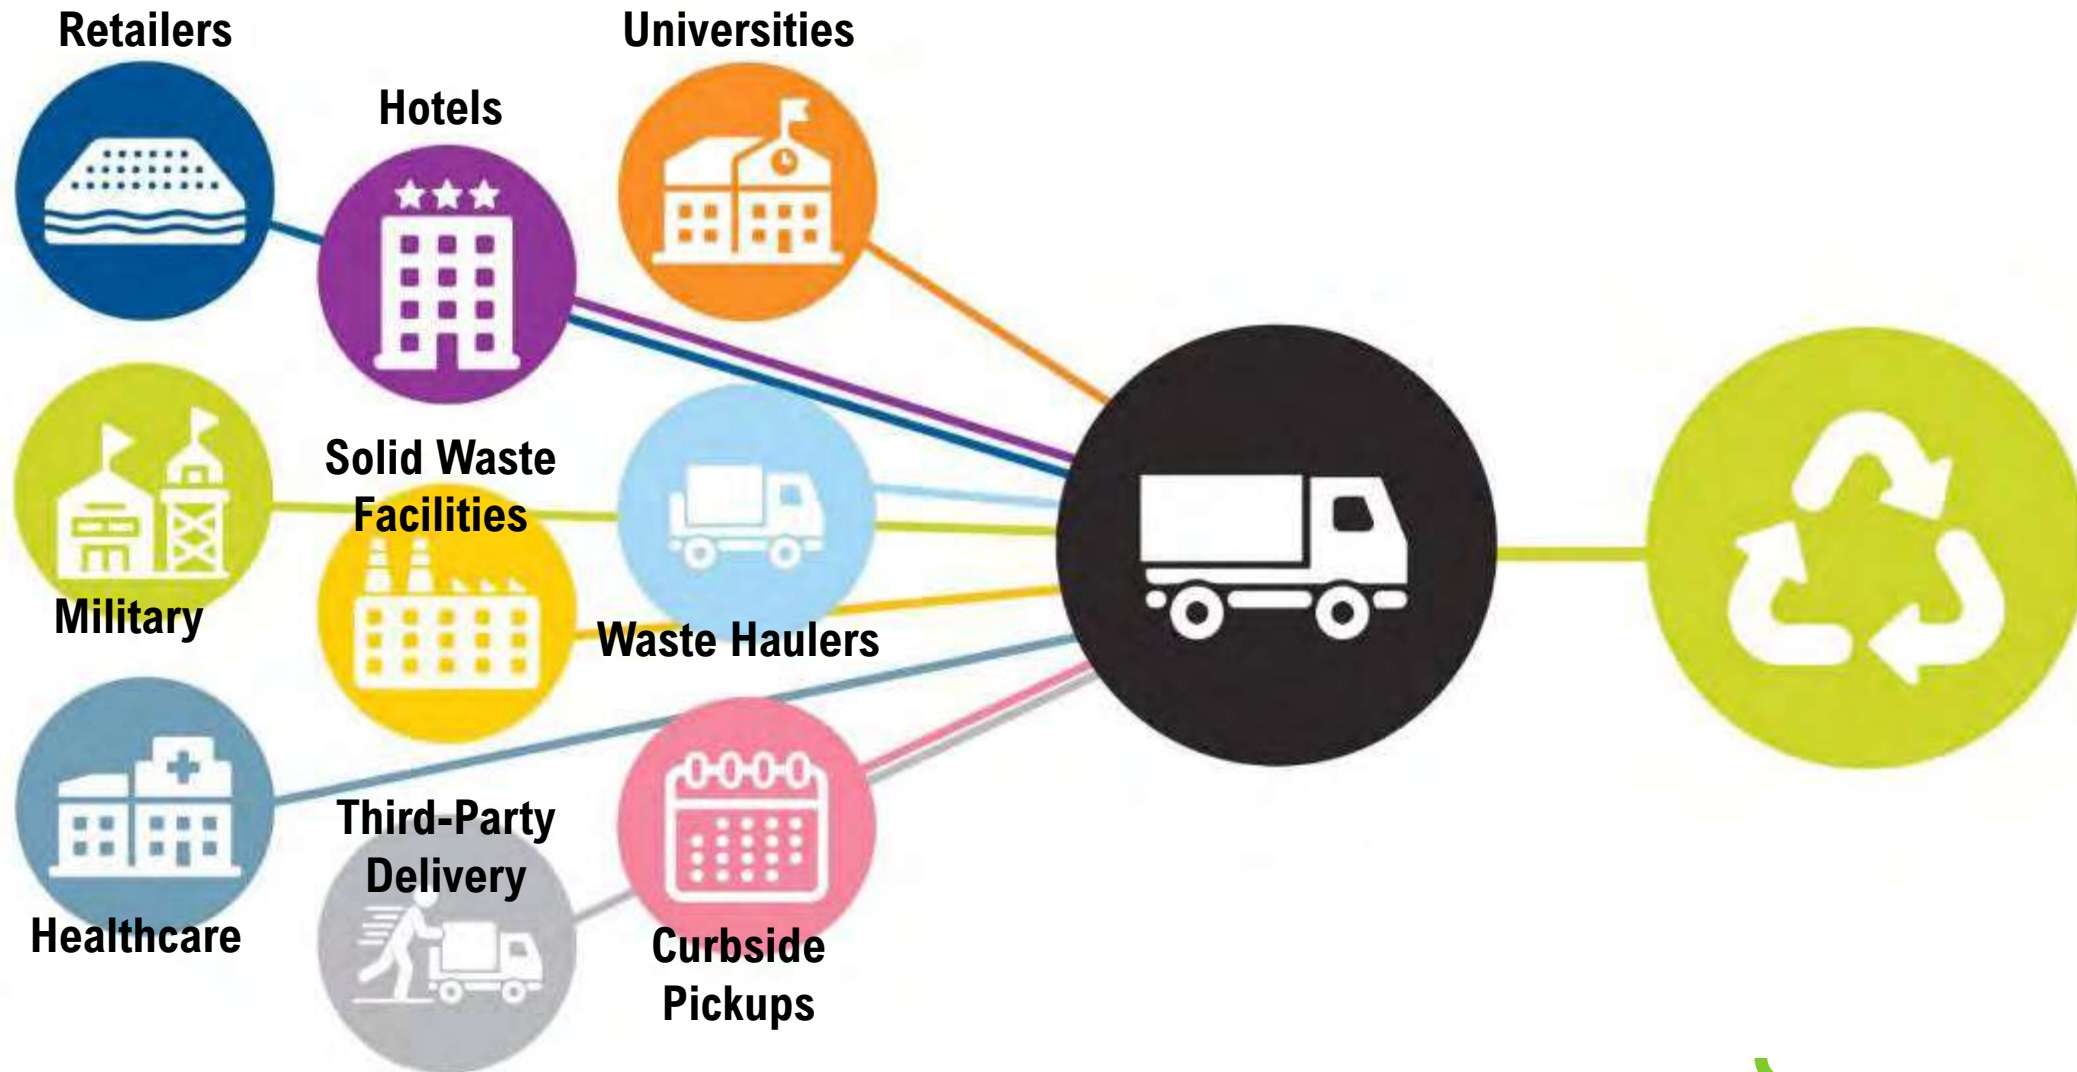 Retailers
Universities
Hotels
Solid Waste
Facilities
Military
Waste Haulers
Third-Party
Delivery
Healthcare
Curbside
Pickups